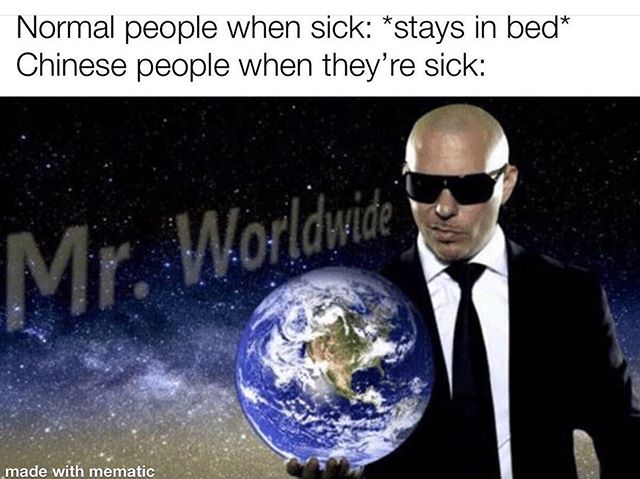 Normal people when sick: *stays in bed*
Chinese people when they’re sick:
Mr. Worldwide
made with mematic